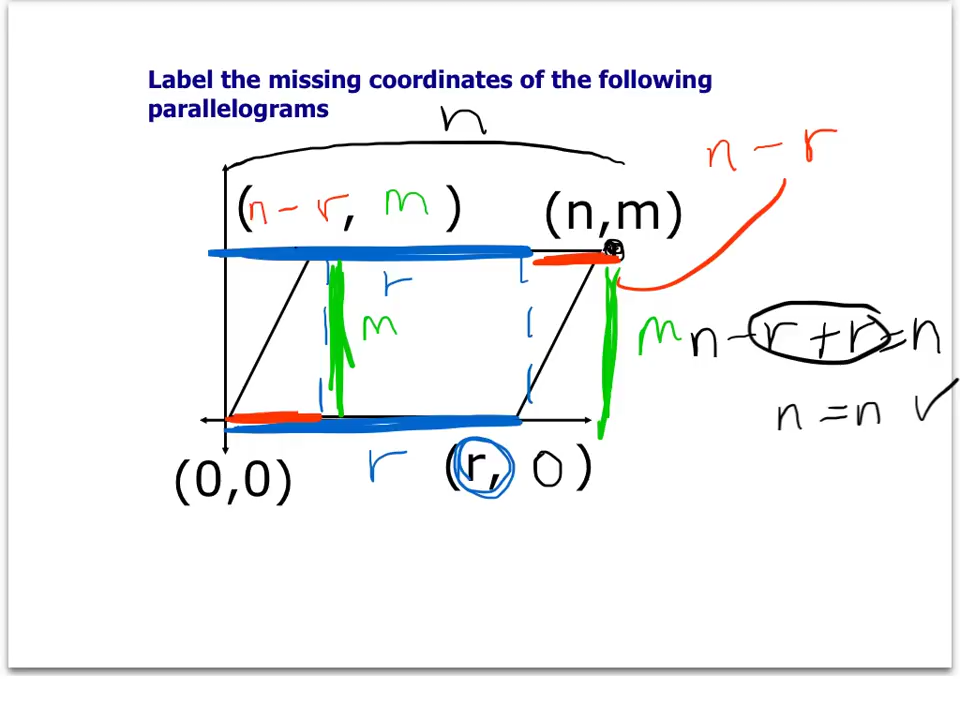 Label the missing coordinates of the following
parallelograms
n
n - r
(n - r, m)
(n,m)
r
m
m
n - r + r = n
n = n ✓
(0,0)
r
(r, 0)